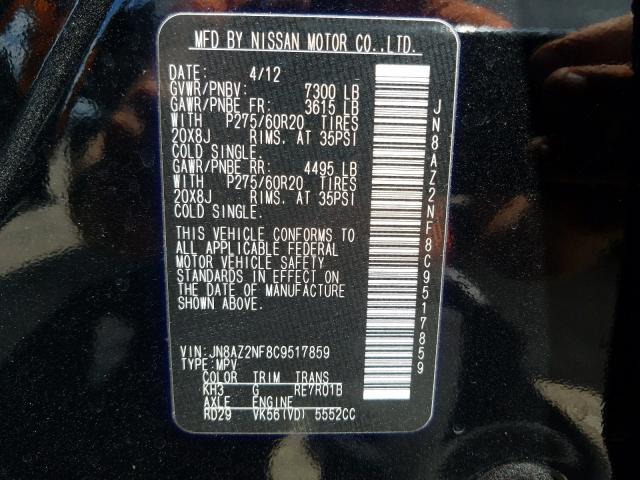 MFD BY NISSAN MOTOR CO.,LTD.
DATE: 4/12
GVWR/PNBV: 7300 LB
GAWR/PNBE FR: 3615 LB
WITH P275/60R20 TIRES
20X8J RIMS. AT 35PSI
COLD SINGLE.
GAWR/PNBE RR: 4495 LB
WITH P275/60R20 TIRES
20X8J RIMS. AT 35PSI
COLD SINGLE.
THIS VEHICLE CONFORMS TO
ALL APPLICABLE FEDERAL
MOTOR VEHICLE SAFETY
STANDARDS IN EFFECT ON
THE DATE OF MANUFACTURE
SHOWN ABOVE.
VIN:JN8AZ2NF8C9517859
TYPE:MPV
COLOR TRIM TRANS
KH3 G RE7R01B
AXLE ENGINE
RD29 VK56(VD) 5552CC
JN8AZ2NF8C9517859